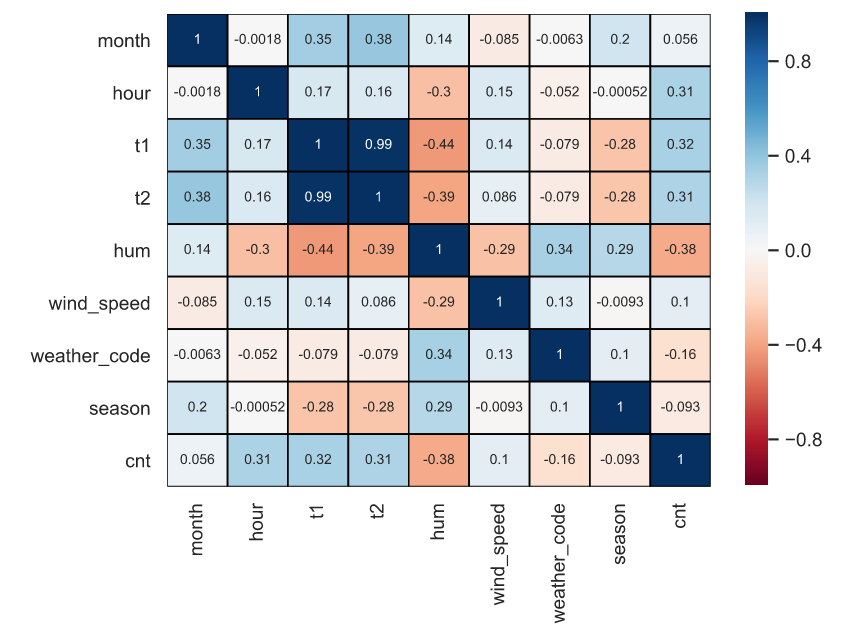 month 1 -0.0018 0.35 0.38 0.14 -0.085 -0.0063 0.2 0.056
hour -0.0018 1 0.17 0.16 -0.3 0.15 -0.052 -0.00052 0.31
t1 0.35 0.17 1 0.99 -0.44 0.14 -0.079 -0.28 0.32
t2 0.38 0.16 0.99 1 -0.39 0.086 -0.079 -0.28 0.31
hum 0.14 -0.3 -0.44 -0.39 1 -0.29 0.34 0.29 -0.38
wind_speed -0.085 0.15 0.14 0.086 -0.29 1 0.13 -0.0093 0.1
weather_code -0.0063 -0.052 -0.079 -0.079 0.34 0.13 1 0.1 -0.16
season 0.2 -0.00052 -0.28 -0.28 0.29 -0.0093 0.1 1 -0.093
cnt 0.056 0.31 0.32 0.31 -0.38 0.1 -0.16 -0.093 1
month hour t1 t2 hum wind_speed weather_code season cnt
0.8
0.4
0.0
−0.4
−0.8